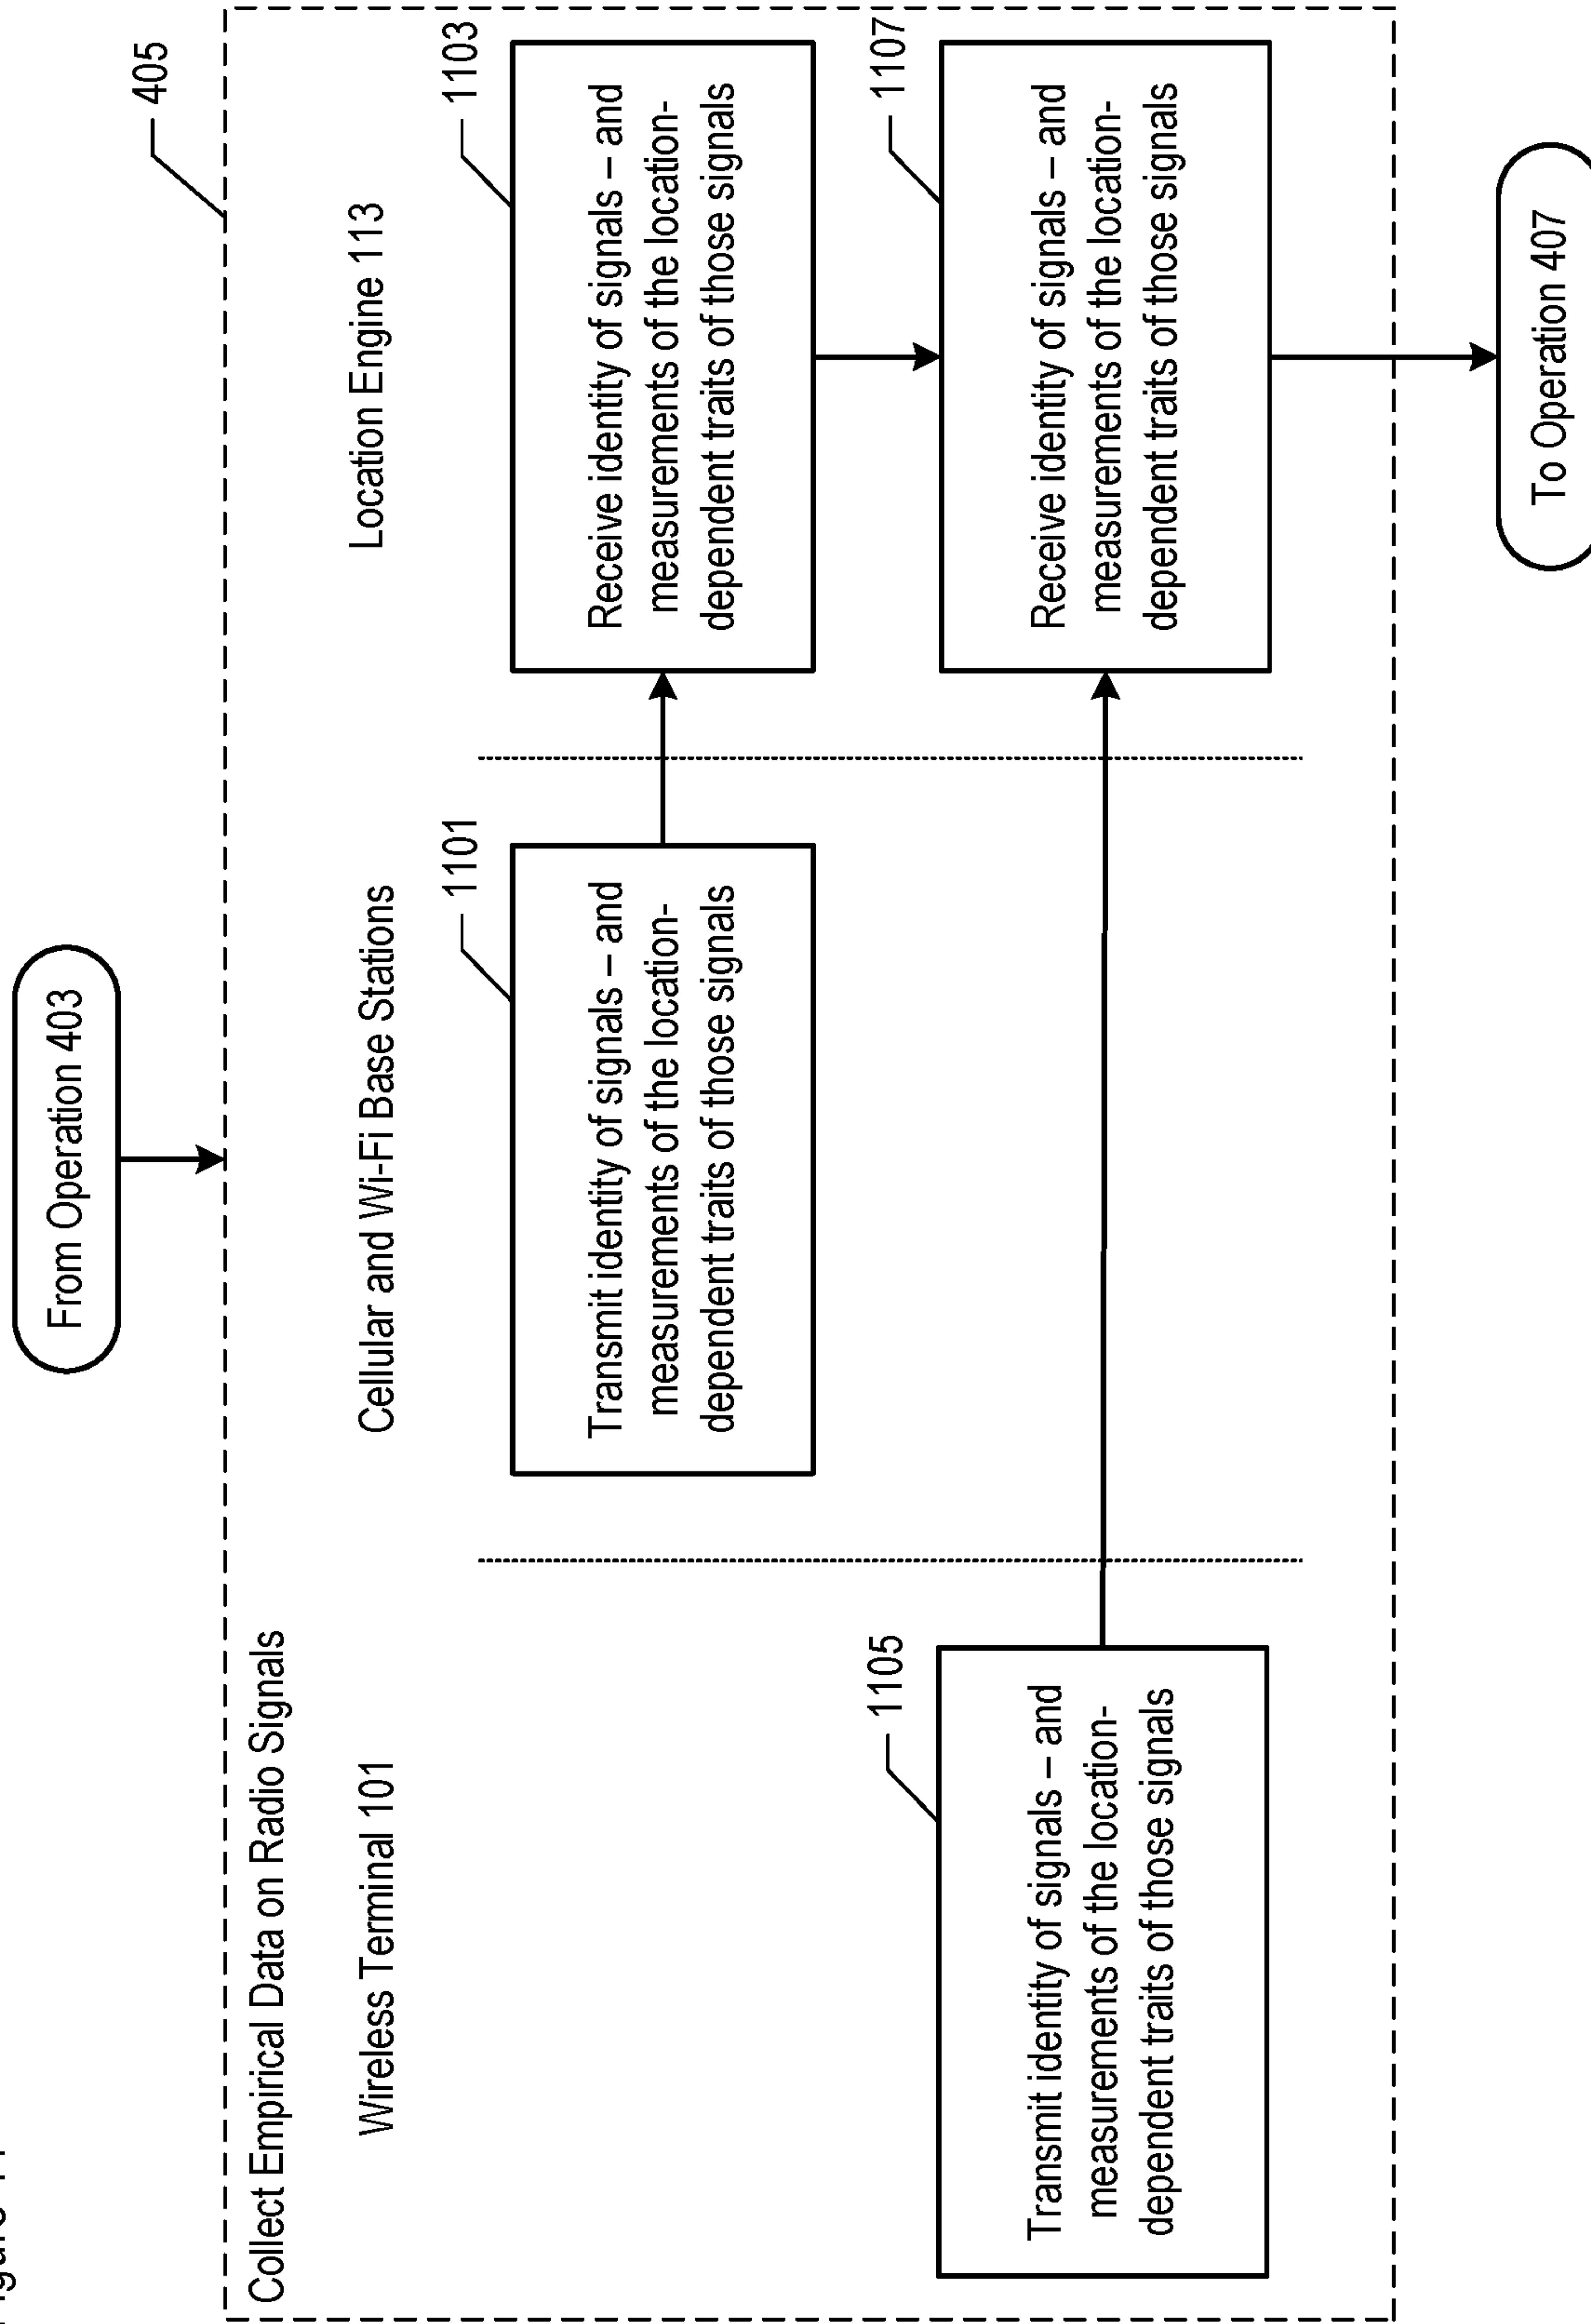 Figure 11
From Operation 403
405
Collect Empirical Data on Radio Signals
Wireless Terminal 101
Cellular and Wi-Fi Base Stations
Location Engine 113
1101
Transmit identity of signals – and
measurements of the location-
dependent traits of those signals
1103
Receive identity of signals – and
measurements of the location-
dependent traits of those signals
1105
Transmit identity of signals – and
measurements of the location-
dependent traits of those signals
1107
Receive identity of signals – and
measurements of the location-
dependent traits of those signals
To Operation 407